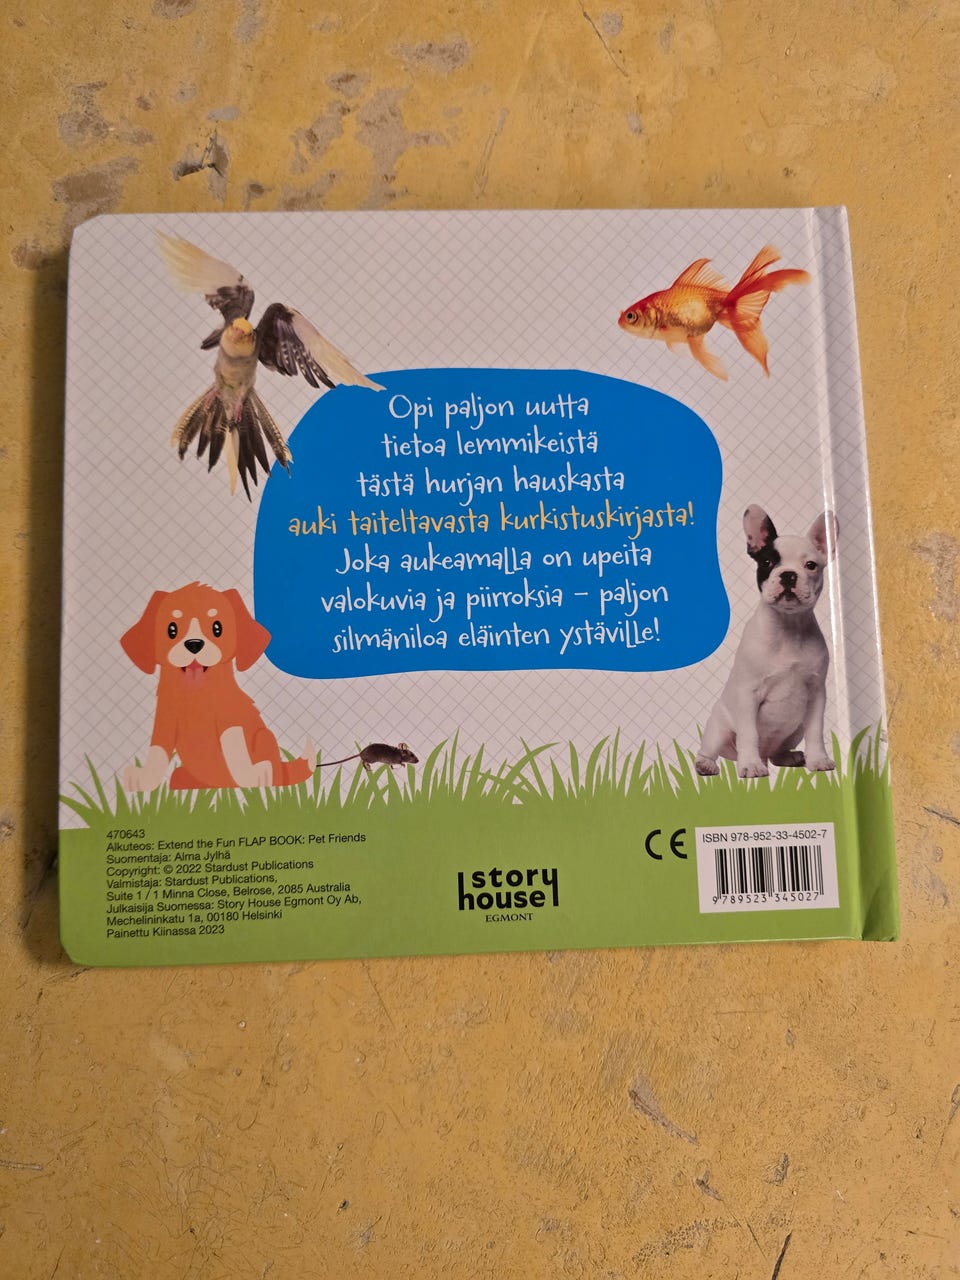 Opi paljon uutta
tietoa lemmikeistä
tästä hurjan hauskasta
auki taiteltavasta kurkistuskirjasta!
Joka aukeamalla on upeita
valokuvia ja piirroksia – paljon
silmäniloa eläinten ystäville!
470643
Alkuteos: Extend the Fun FLAP BOOK: Pet Friends
Suomentaja: Alma Jylhä
Copyright: © 2022 Stardust Publications
Valmistaja: Stardust Publications,
Suite 1 / 1 Minna Close, Belrose, 2085 Australia
Julkaisija Suomessa: Story House Egmont Oy Ab,
Mechelininkatu 1a, 00180 Helsinki
Painettu Kiinassa 2023
story
house
EGMONT
CE
ISBN 978-952-33-4502-7
9 789523 345027